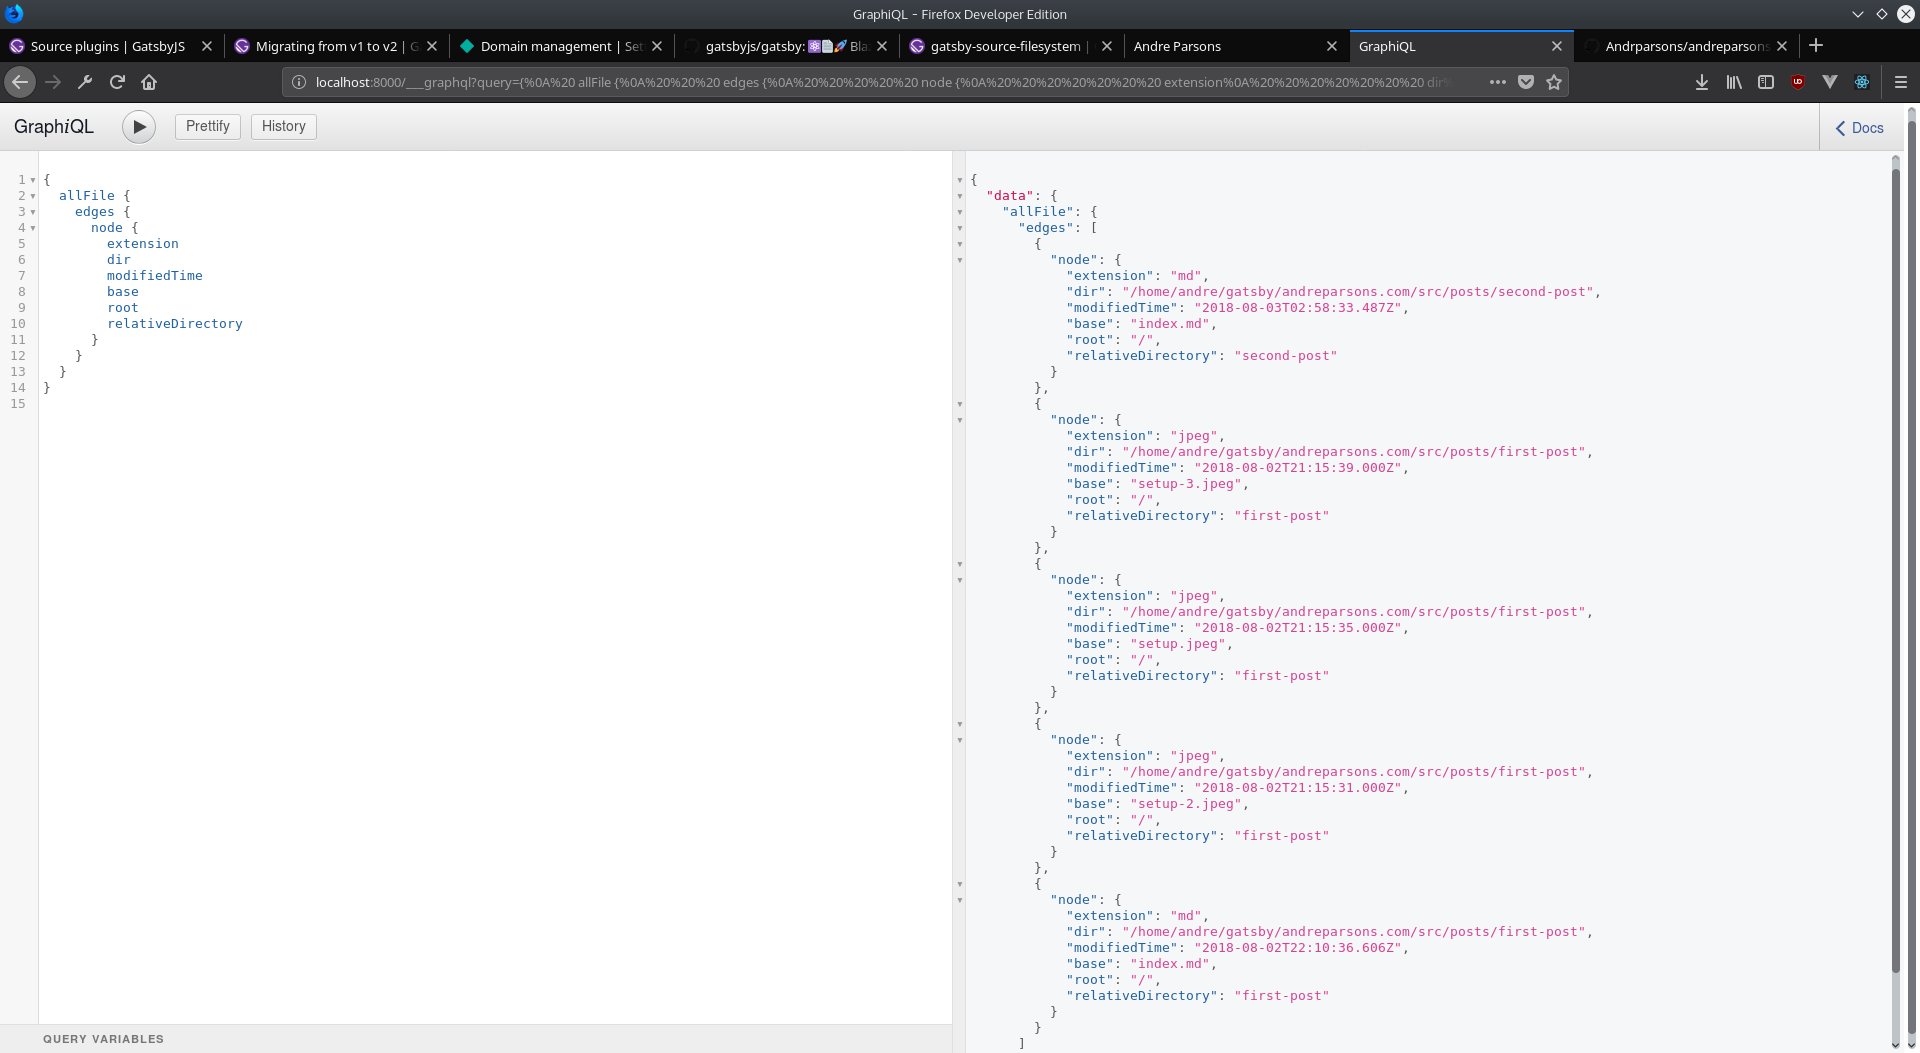 GraphiQL - Firefox Developer Edition
Source plugins | GatsbyJS
Migrating from v1 to v2 | G
Domain management | Set
gatsbyjs/gatsby: ⚛️📄🚀 Bla
gatsby-source-filesystem |
Andre Parsons
GraphiQL
Andrparsons/andreparsons
localhost:8000/___graphql?query={%0A%20 allFile {%0A%20%20%20 edges {%0A%20%20%20%20%20 node {%0A%20%20%20%20%20%20%20 extension%0A%20%20%20%20%20%20%20 dir%
GraphiQL
Prettify
History
Docs
1 {
2 allFile {
3 edges {
4 node {
5 extension
6 dir
7 modifiedTime
8 base
9 root
10 relativeDirectory
11 }
12 }
13 }
14 }
15
QUERY VARIABLES
{
"data": {
"allFile": {
"edges": [
{
"node": {
"extension": "md",
"dir": "/home/andre/gatsby/andreparsons.com/src/posts/second-post",
"modifiedTime": "2018-08-03T02:58:33.487Z",
"base": "index.md",
"root": "/",
"relativeDirectory": "second-post"
}
},
{
"node": {
"extension": "jpeg",
"dir": "/home/andre/gatsby/andreparsons.com/src/posts/first-post",
"modifiedTime": "2018-08-02T21:15:39.000Z",
"base": "setup-3.jpeg",
"root": "/",
"relativeDirectory": "first-post"
}
},
{
"node": {
"extension": "jpeg",
"dir": "/home/andre/gatsby/andreparsons.com/src/posts/first-post",
"modifiedTime": "2018-08-02T21:15:35.000Z",
"base": "setup.jpeg",
"root": "/",
"relativeDirectory": "first-post"
}
},
{
"node": {
"extension": "jpeg",
"dir": "/home/andre/gatsby/andreparsons.com/src/posts/first-post",
"modifiedTime": "2018-08-02T21:15:31.000Z",
"base": "setup-2.jpeg",
"root": "/",
"relativeDirectory": "first-post"
}
},
{
"node": {
"extension": "md",
"dir": "/home/andre/gatsby/andreparsons.com/src/posts/first-post",
"modifiedTime": "2018-08-02T22:10:36.606Z",
"base": "index.md",
"root": "/",
"relativeDirectory": "first-post"
}
}
]